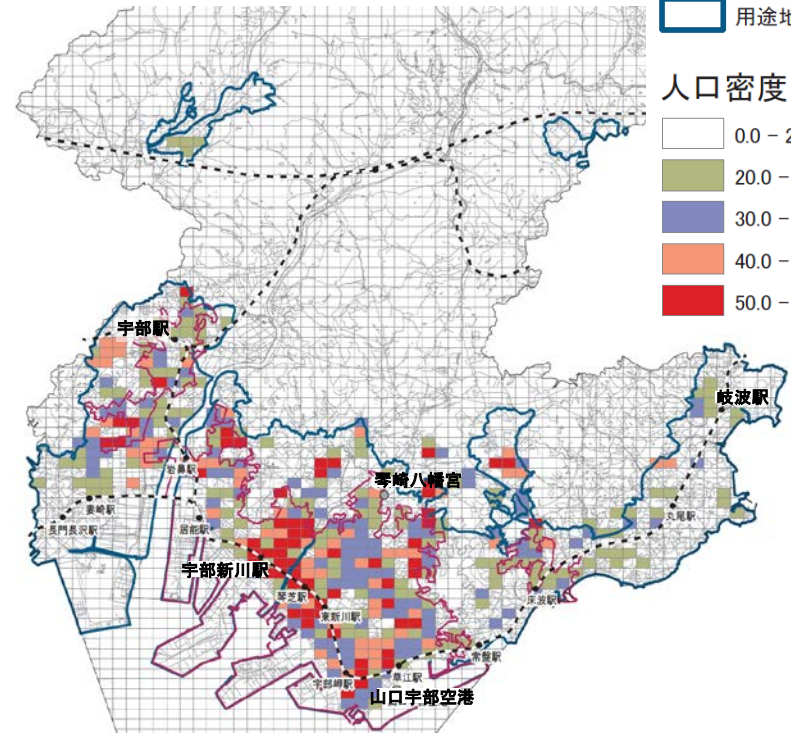 用途地
人口密度
0.0 - 2
20.0 -
30.0 -
40.0 -
50.0 -
宇部駅
岐波駅
岩鼻駅
琴崎八幡宮
妻崎駅
長門長沢駅
居能駅
丸尾駅
宇部新川駅
琴芝駅
東新川駅
床波駅
常盤駅
宇部岬駅
草江駅
山口宇部空港